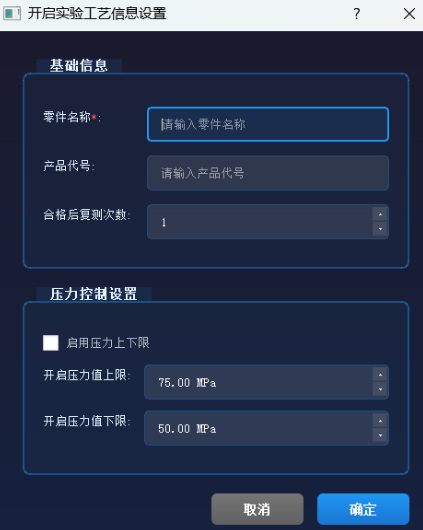 开启实验工艺信息设置
基础信息
零件名称*:
请输入零件名称
产品代号:
请输入产品代号
合格后复测次数:
1
压力控制设置
启用压力上下限
开启压力值上限:
75.00 MPa
开启压力值下限:
50.00 MPa
取消
确定